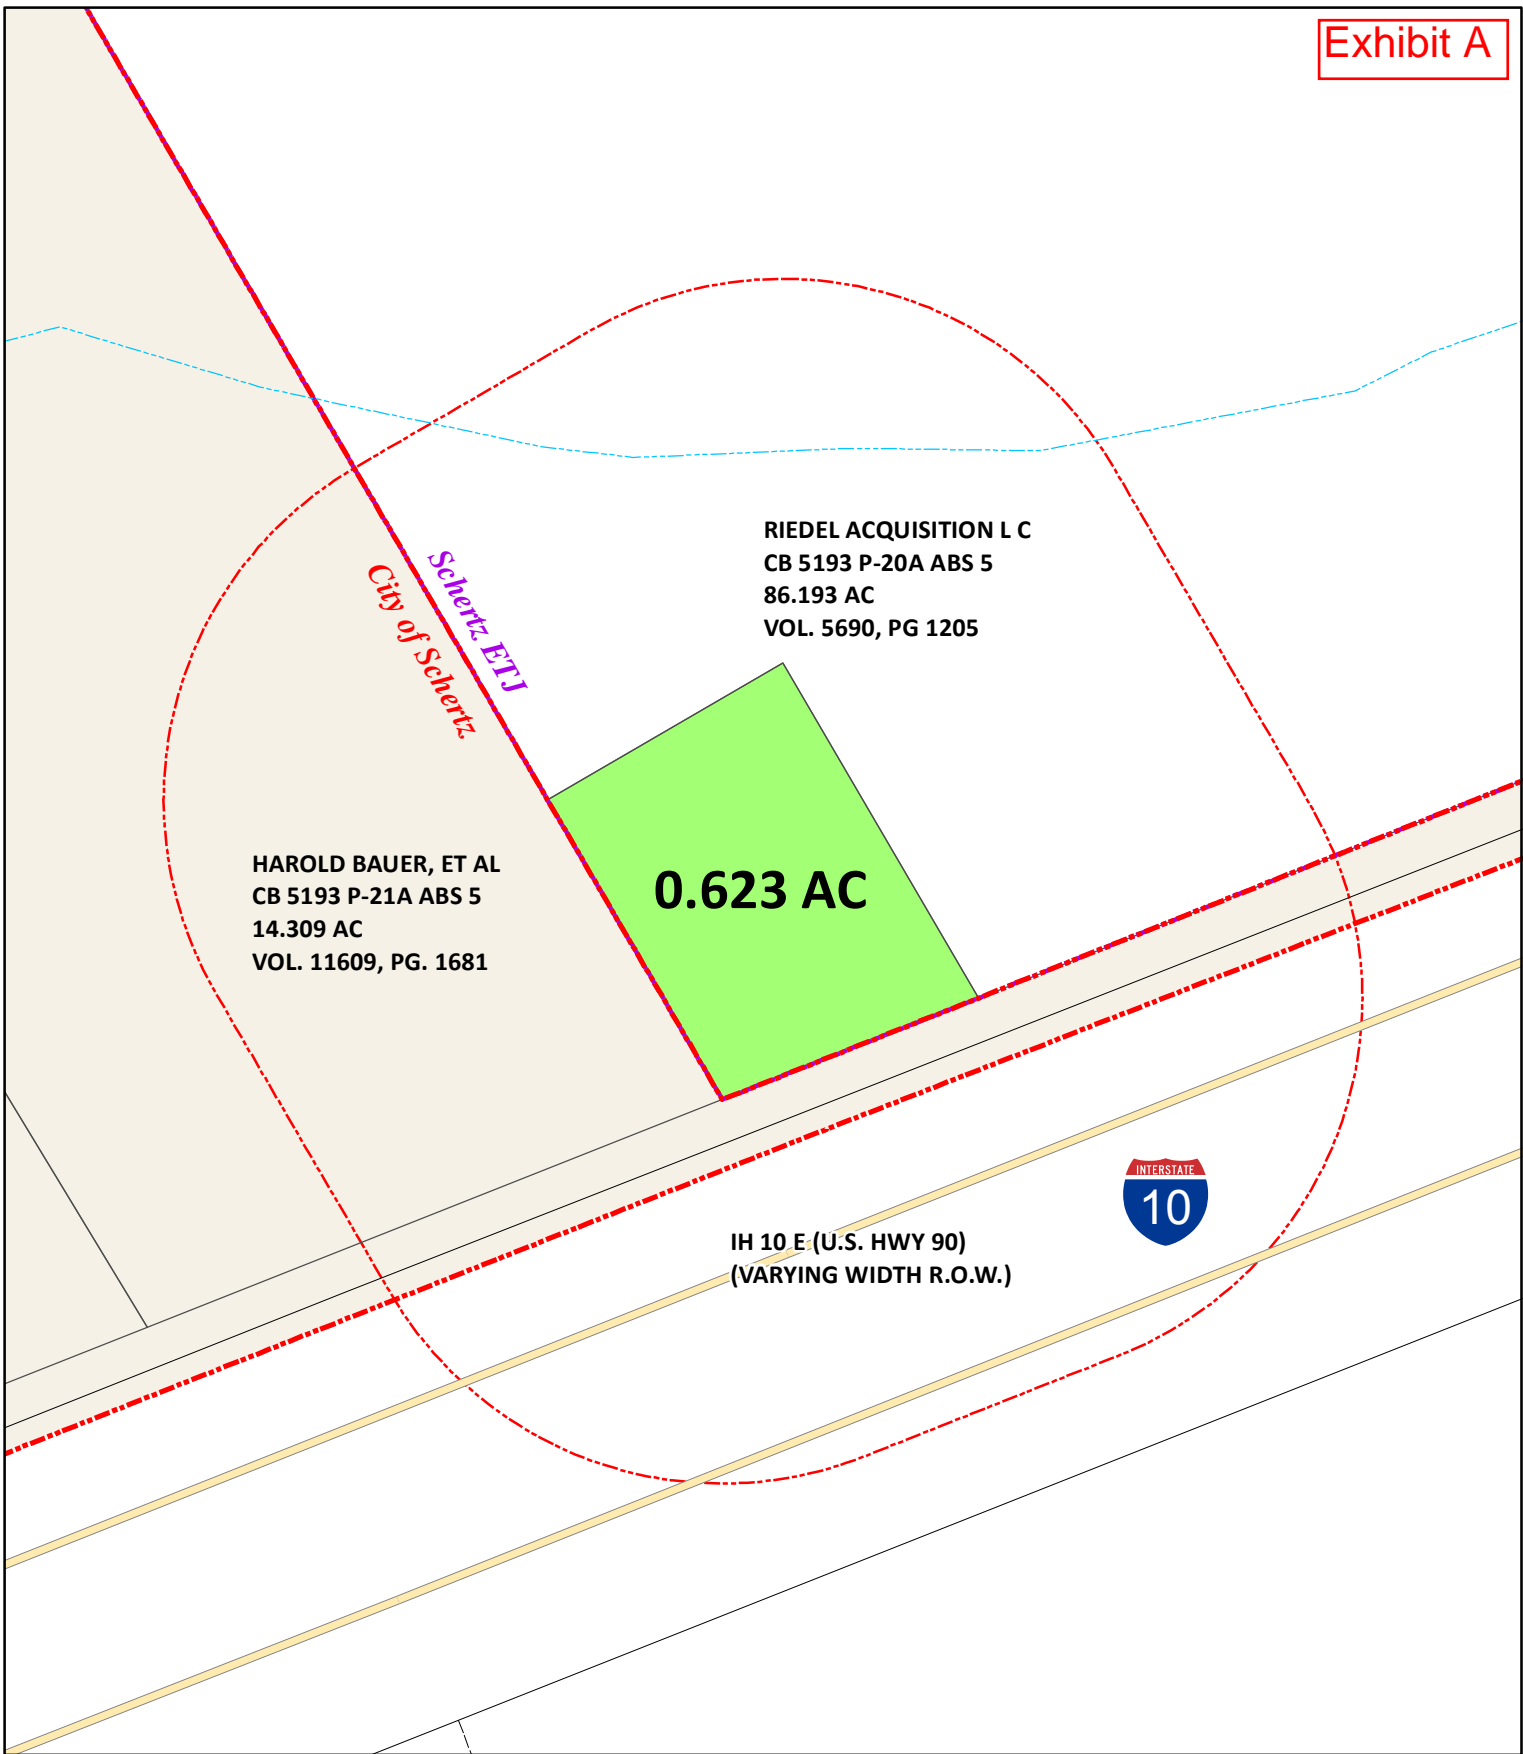 Exhibit A
RIEDEL ACQUISITION L C
CB 5193 P-20A ABS 5
86.193 AC
VOL. 5690, PG 1205
Schertz ETJ
City of Schertz
HAROLD BAUER, ET AL
CB 5193 P-21A ABS 5
14.309 AC
VOL. 11609, PG. 1681
0.623 AC
INTERSTATE
10
IH 10 E (U.S. HWY 90)
(VARYING WIDTH R.O.W.)